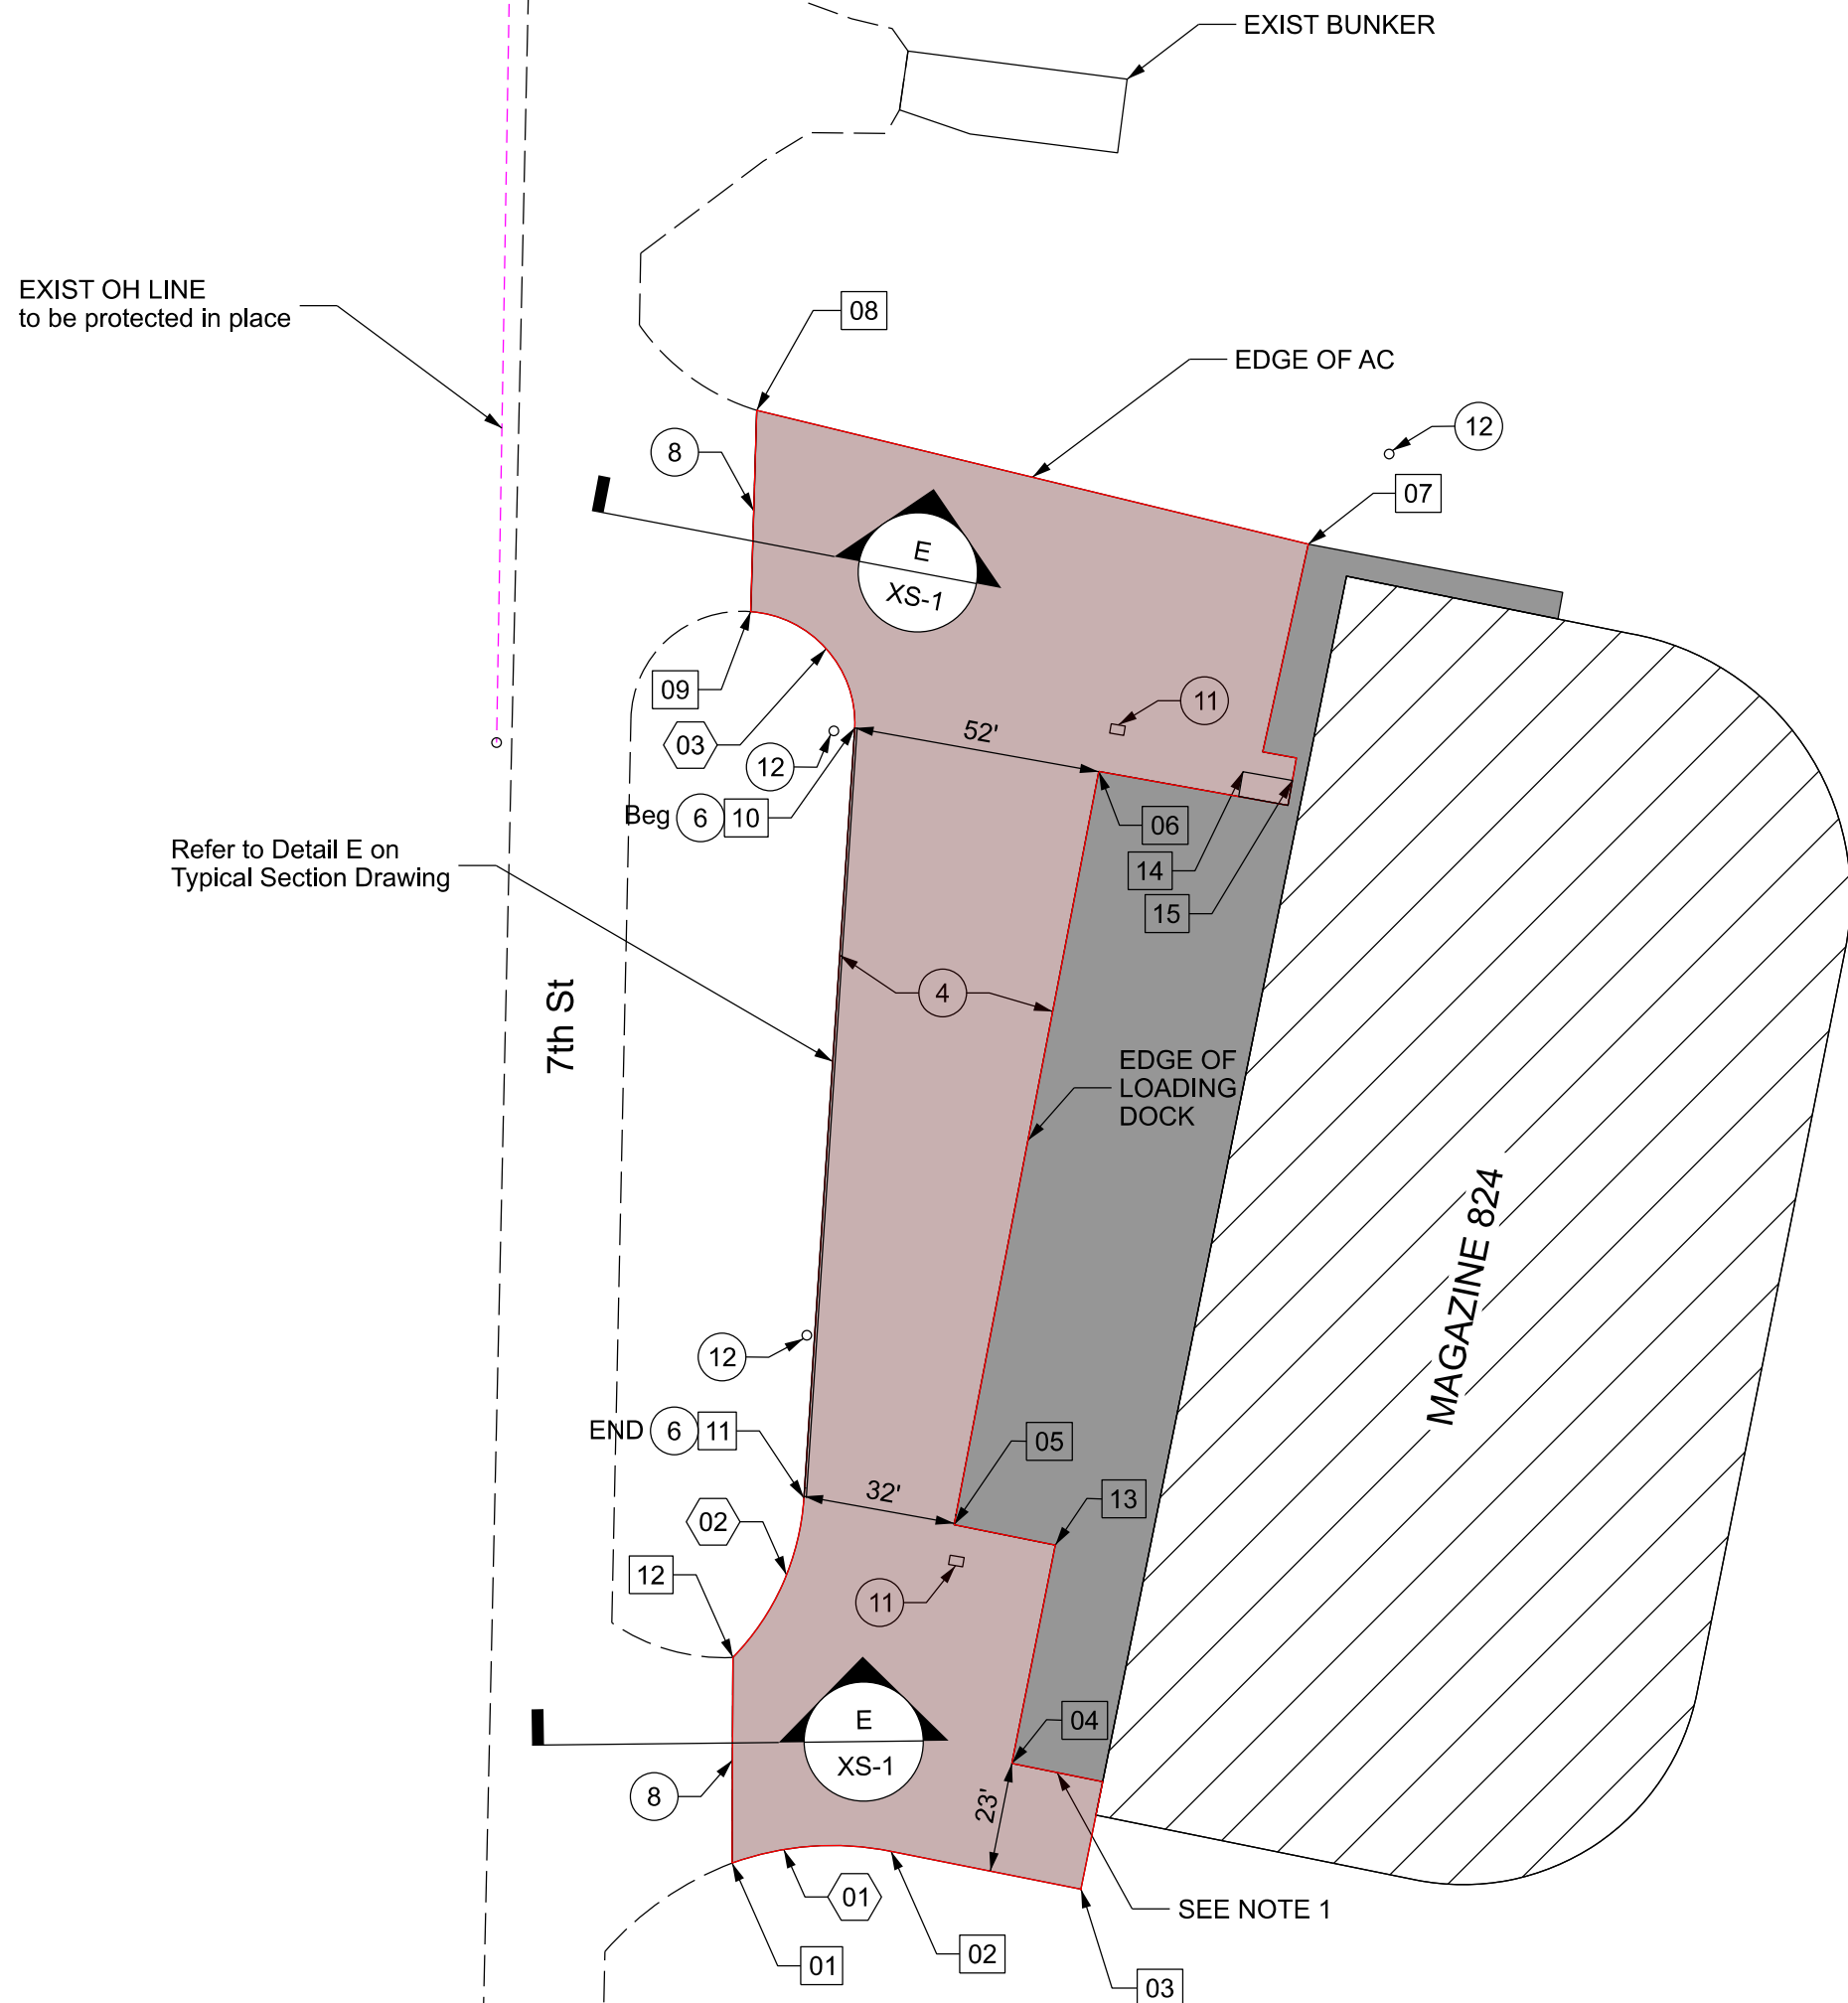 EXIST BUNKER
EXIST OH LINE
to be protected in place
08
EDGE OF AC
12
8
07
E
XS-1
09
11
03
52'
12
Beg 6 10
06
Refer to Detail E on
Typical Section Drawing
14
15
4
7th St
EDGE OF
LOADING
DOCK
MAGAZINE 824
12
END 6 11
05
32'
13
02
12
11
04
E
XS-1
8
23'
01
SEE NOTE 1
02
01
03